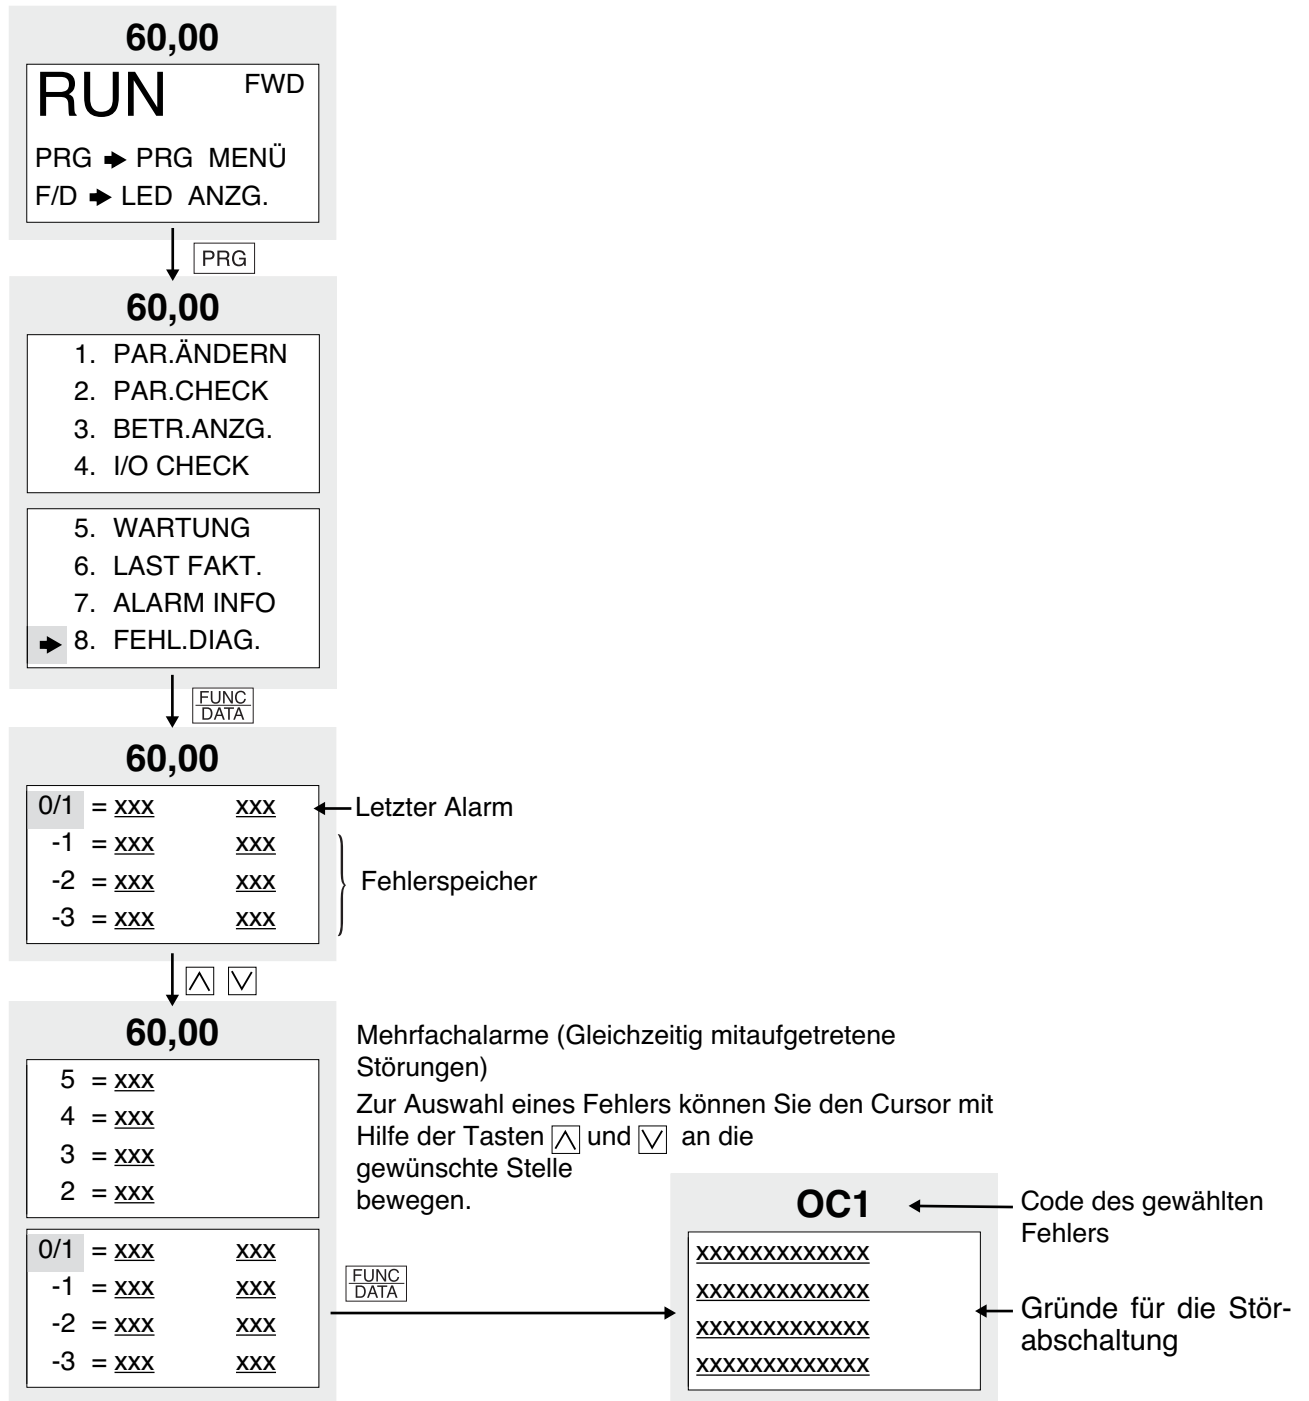 60,00
RUN FWD
PRG ➧ PRG MENÜ
F/D ➧ LED ANZG.
PRG
60,00
1. PAR.ÄNDERN
2. PAR.CHECK
3. BETR.ANZG.
4. I/O CHECK
5. WARTUNG
6. LAST FAKT.
7. ALARM INFO
➧ 8. FEHL.DIAG.
FUNC
DATA
60,00
0/1 = xxx xxx
Letzter Alarm
-1 = xxx xxx
-2 = xxx xxx
-3 = xxx xxx
Fehlerspeicher
60,00
5 = xxx
4 = xxx
3 = xxx
2 = xxx
0/1 = xxx xxx
-1 = xxx xxx
-2 = xxx xxx
-3 = xxx xxx
Mehrfachalarme (Gleichzeitig mitaufgetretene
Störungen)
Zur Auswahl eines Fehlers können Sie den Cursor mit
Hilfe der Tasten und an die
gewünschte Stelle
bewegen.
FUNC
DATA
OC1
Code des gewählten
Fehlers
xxxxxxxxxxxxx
xxxxxxxxxxxxx
xxxxxxxxxxxxx
xxxxxxxxxxxxx
Gründe für die Stör-
abschaltung